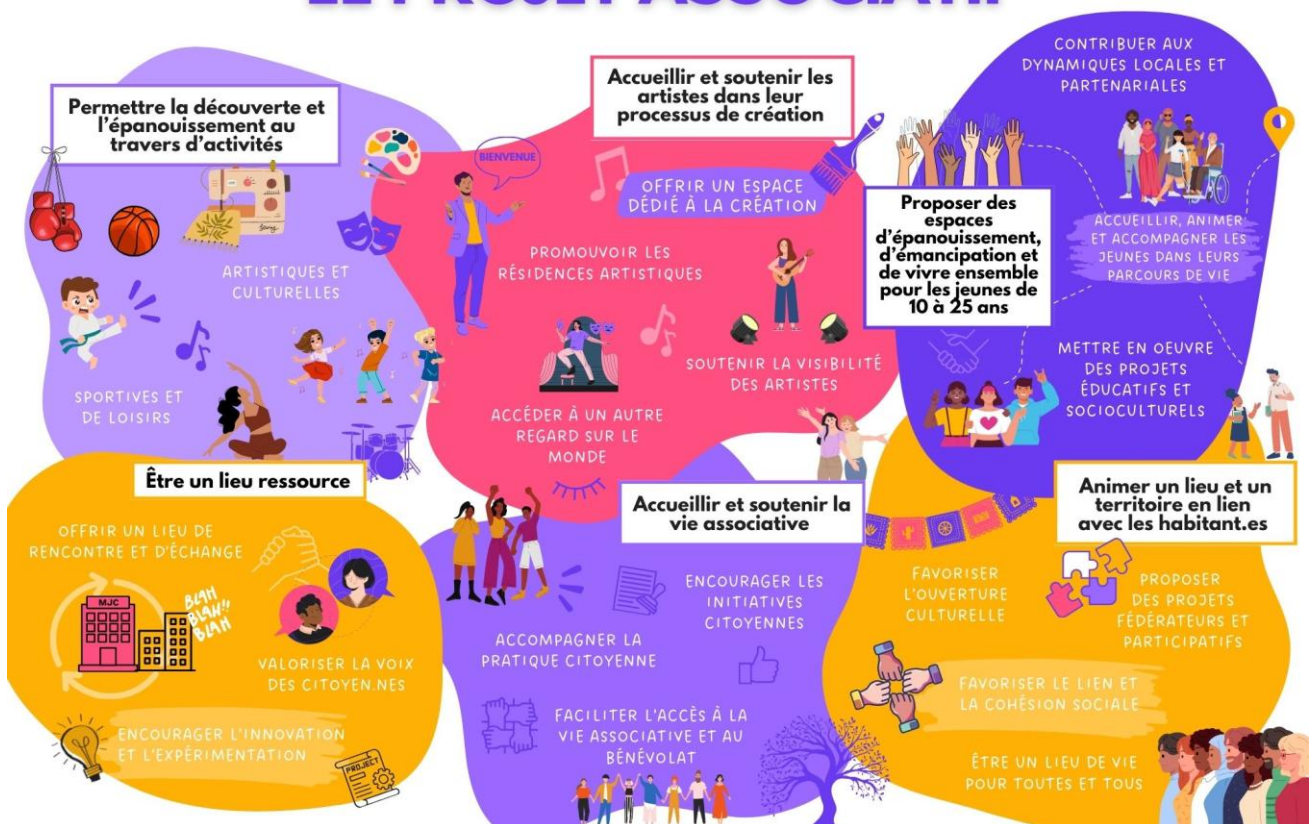 LE PROJET ASSOCIATIF
Permettre la découverte et
l'épanouissement au
travers d'activités
ARTISTIQUES ET
CULTURELLES
SPORTIVES ET
DE LOISIRS
Accueillir et soutenir les
artistes dans leur
processus de création
BIENVENUE
OFFRIR UN ESPACE
DÉDIÉ À LA CRÉATION
PROMOUVOIR LES
RÉSIDENCES ARTISTIQUES
SOUTENIR LA VISIBILITÉ
DES ARTISTES
ACCÉDER À UN AUTRE
REGARD SUR LE
MONDE
CONTRIBUER AUX
DYNAMIQUES LOCALES ET
PARTENARIALES
Proposer des
espaces
d'épanouissement,
d'émancipation et
de vivre ensemble
pour les jeunes de
10 à 25 ans
ACCUEILLIR, ANIMER
ET ACCOMPAGNER LES
JEUNES DANS LEURS
PARCOURS DE VIE
METTRE EN OEUVRE
DES PROJETS
ÉDUCATIFS ET
SOCIOCULTURELS
Être un lieu ressource
OFFRIR UN LIEU DE
RENCONTRE ET D'ÉCHANGE
MJC
BLAH
BLAH!!
BLAH
VALORISER LA VOIX
DES CITOYEN.NES
ENCOURAGER L'INNOVATION
ET L'EXPÉRIMENTATION
PROJECT
Accueillir et soutenir la
vie associative
ENCOURAGER LES
INITIATIVES
CITOYENNES
ACCOMPAGNER LA
PRATIQUE CITOYENNE
FACILITER L'ACCÈS À LA
VIE ASSOCIATIVE ET AU
BÉNÉVOLAT
Animer un lieu et un
territoire en lien
avec les habitant.es
FAVORISER
L'OUVERTURE
CULTURELLE
PROPOSER
DES PROJETS
FÉDÉRATEURS ET
PARTICIPATIFS
FAVORISER LE LIEN ET
LA COHÉSION SOCIALE
ÊTRE UN LIEU DE VIE
POUR TOUTES ET TOUS